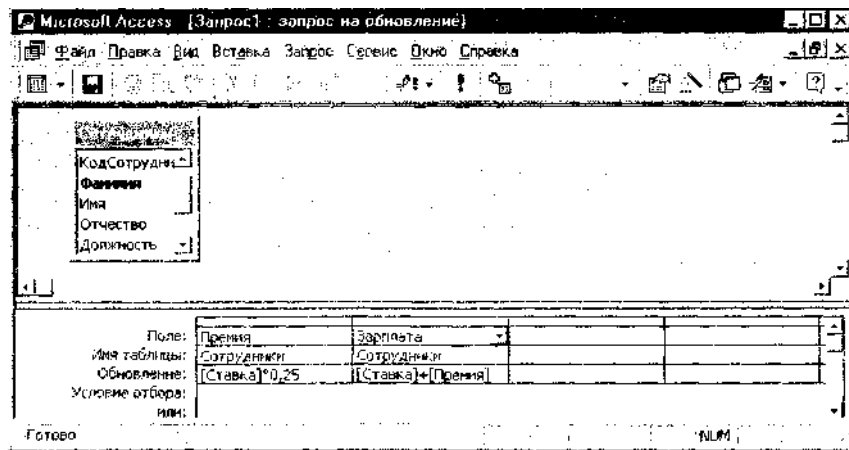 Microsoft Access - [Запрос1 : запрос на обновление]
Файл Правка Вид Вставка Запрос Сервис Окно Справка
КодСотрудни
Фамилия
Имя
Отчество
Должность
Поле: Премия Зарплата
Имя таблицы: Сотрудники Сотрудники
Обновление: [Ставка]*0,25 [Ставка]+[Премия]
Условие отбора:
или:
Готово NUM